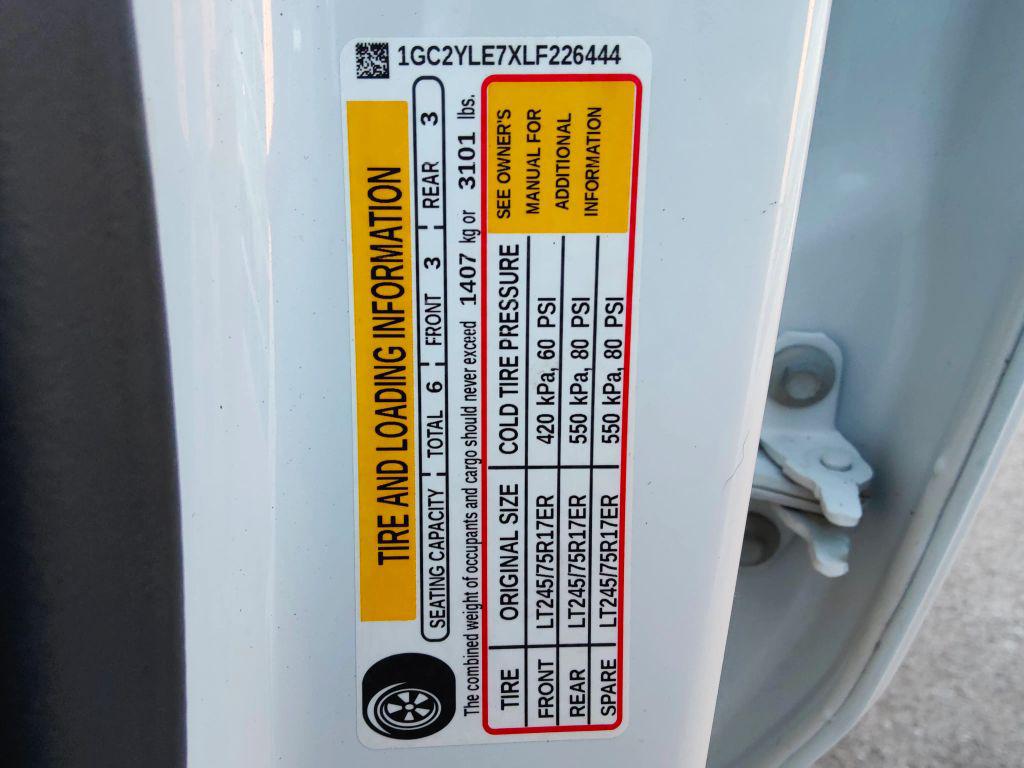 1GC2YLE7XLF226444
TIRE AND LOADING INFORMATION
SEATING CAPACITY TOTAL 6 FRONT 3 REAR 3
The combined weight of occupants and cargo should never exceed 1407 kg or 3101 lbs.
TIRE ORIGINAL SIZE COLD TIRE PRESSURE
FRONT LT245/75R17ER 420 kPa, 60 PSI
REAR LT245/75R17ER 550 kPa, 80 PSI
SPARE LT245/75R17ER 550 kPa, 80 PSI
SEE OWNER'S
MANUAL FOR
ADDITIONAL
INFORMATION